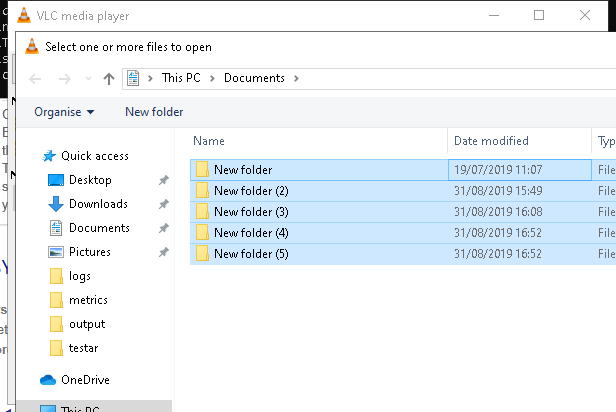 VLC media player
Select one or more files to open
This PC > Documents >
Organise New folder
Name Date modified Typ
Quick access
Desktop
Downloads
Documents
Pictures
logs
metrics
output
testar
OneDrive
This PC
New folder 19/07/2019 11:07 File
New folder (2) 31/08/2019 15:49 File
New folder (3) 31/08/2019 16:08 File
New folder (4) 31/08/2019 16:52 File
New folder (5) 31/08/2019 16:52 File